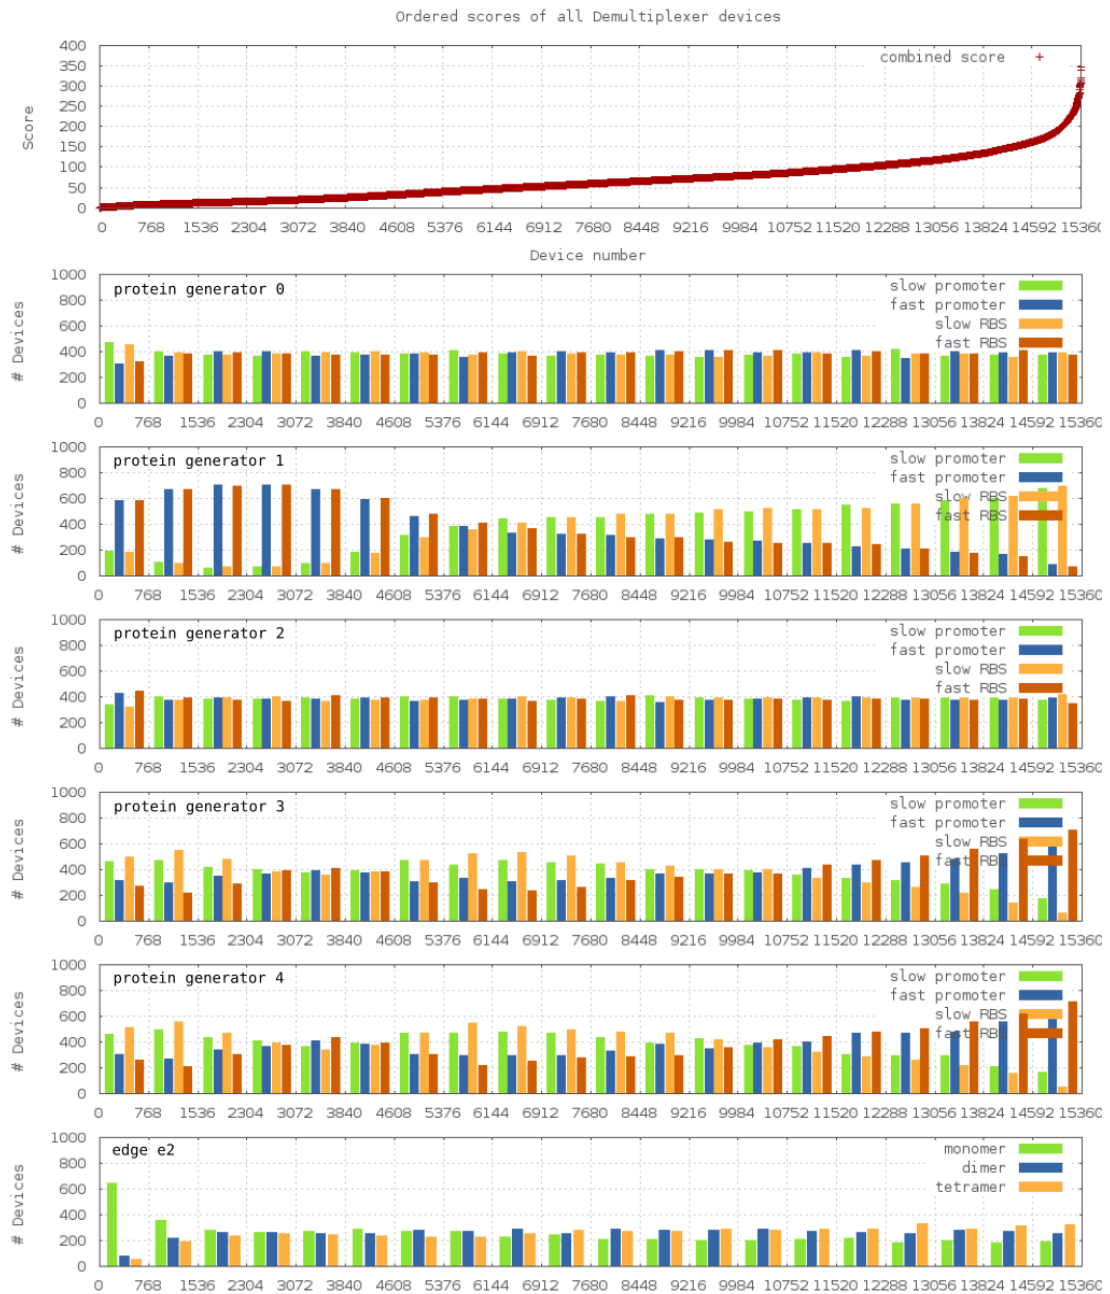 Ordered scores of all Demultiplexer devices
400
350
300
250
200
150
100
50
0
Score
combined score
0 768 1536 2304 3072 3840 4608 5376 6144 6912 7680 8448 9216 9984 10752 11520 12288 13056 13824 14592 15360
Device number
1000
800
600
400
200
0
# Devices
protein generator 0
slow promoter
fast promoter
slow RBS
fast RBS
0 768 1536 2304 3072 3840 4608 5376 6144 6912 7680 8448 9216 9984 10752 11520 12288 13056 13824 14592 15360
1000
800
600
400
200
0
# Devices
protein generator 1
slow promoter
fast promoter
slow RBS
fast RBS
0 768 1536 2304 3072 3840 4608 5376 6144 6912 7680 8448 9216 9984 10752 11520 12288 13056 13824 14592 15360
1000
800
600
400
200
0
# Devices
protein generator 2
slow promoter
fast promoter
slow RBS
fast RBS
0 768 1536 2304 3072 3840 4608 5376 6144 6912 7680 8448 9216 9984 10752 11520 12288 13056 13824 14592 15360
1000
800
600
400
200
0
# Devices
protein generator 3
slow promoter
fast promoter
slow RBS
fast RBS
0 768 1536 2304 3072 3840 4608 5376 6144 6912 7680 8448 9216 9984 10752 11520 12288 13056 13824 14592 15360
1000
800
600
400
200
0
# Devices
protein generator 4
slow promoter
fast promoter
slow RBS
fast RBS
0 768 1536 2304 3072 3840 4608 5376 6144 6912 7680 8448 9216 9984 10752 11520 12288 13056 13824 14592 15360
1000
800
600
400
200
0
# Devices
edge e2
monomer
dimer
tetramer
0 768 1536 2304 3072 3840 4608 5376 6144 6912 7680 8448 9216 9984 10752 11520 12288 13056 13824 14592 15360